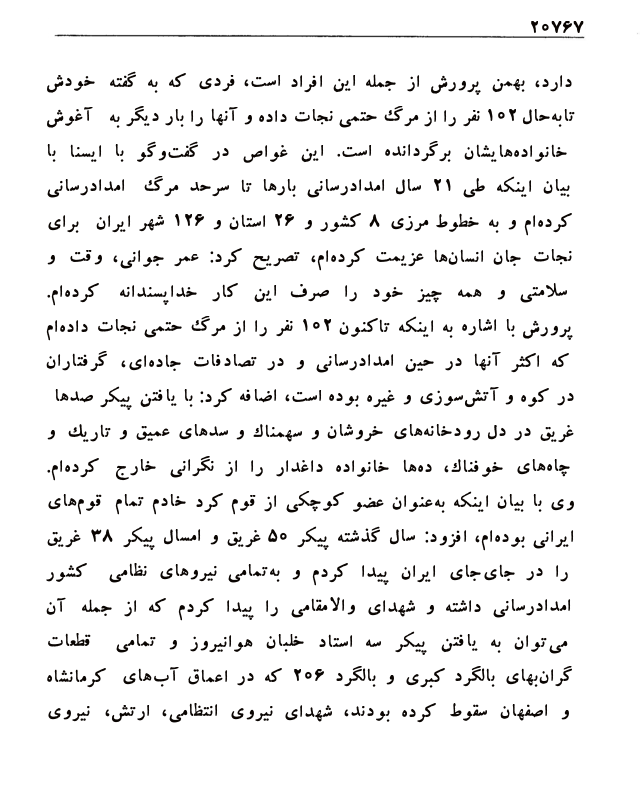 ۲۰۷۶۷
دارد، بهمن پرورش از جمله این افراد است، فردی که به گفته خودش
تابه‌حال ۱۰۲ نفر را از مرگ حتمی نجات داده و آنها را بار دیگر به آغوش
خانواده‌هایشان برگردانده است. این غواص در گفت‌وگو با ایسنا با
بیان اینکه طی ۲۱ سال امدادرسانی بارها تا سرحد مرگ امدادرسانی
کرده‌ام و به خطوط مرزی ۸ کشور و ۲۶ استان و ۱۲۶ شهر ایران برای
نجات جان انسان‌ها عزیمت کرده‌ام، تصریح کرد: عمر جوانی، وقت و
سلامتی و همه چیز خود را صرف این کار خداپسندانه کرده‌ام.
پرورش با اشاره به اینکه تاکنون ۱۰۲ نفر را از مرگ حتمی نجات داده‌ام
که اکثر آنها در حین امدادرسانی و در تصادفات جاده‌ای، گرفتاران
در کوه و آتش‌سوزی و غیره بوده است، اضافه کرد: با یافتن پیکر صدها
غریق در دل رودخانه‌های خروشان و سهمناک و سدهای عمیق و تاریک و
چاه‌های خوفناک، ده‌ها خانواده داغدار را از نگرانی خارج کرده‌ام.
وی با بیان اینکه به‌عنوان عضو کوچکی از قوم کرد خادم تمام قوم‌های
ایرانی بوده‌ام، افزود: سال گذشته پیکر ۵۰ غریق و امسال پیکر ۳۸ غریق
را در جای‌جای ایران پیدا کردم و به‌تمامی نیروهای نظامی کشور
امدادرسانی داشته و شهدای والامقامی را پیدا کردم که از جمله آن
می‌توان به یافتن پیکر سه استاد خلبان هوانیروز و تمامی قطعات
گران‌بهای بالگرد کبری و بالگرد ۲۰۶ که در اعماق آب‌های کرمانشاه
و اصفهان سقوط کرده بودند، شهدای نیروی انتظامی، ارتش، نیروی